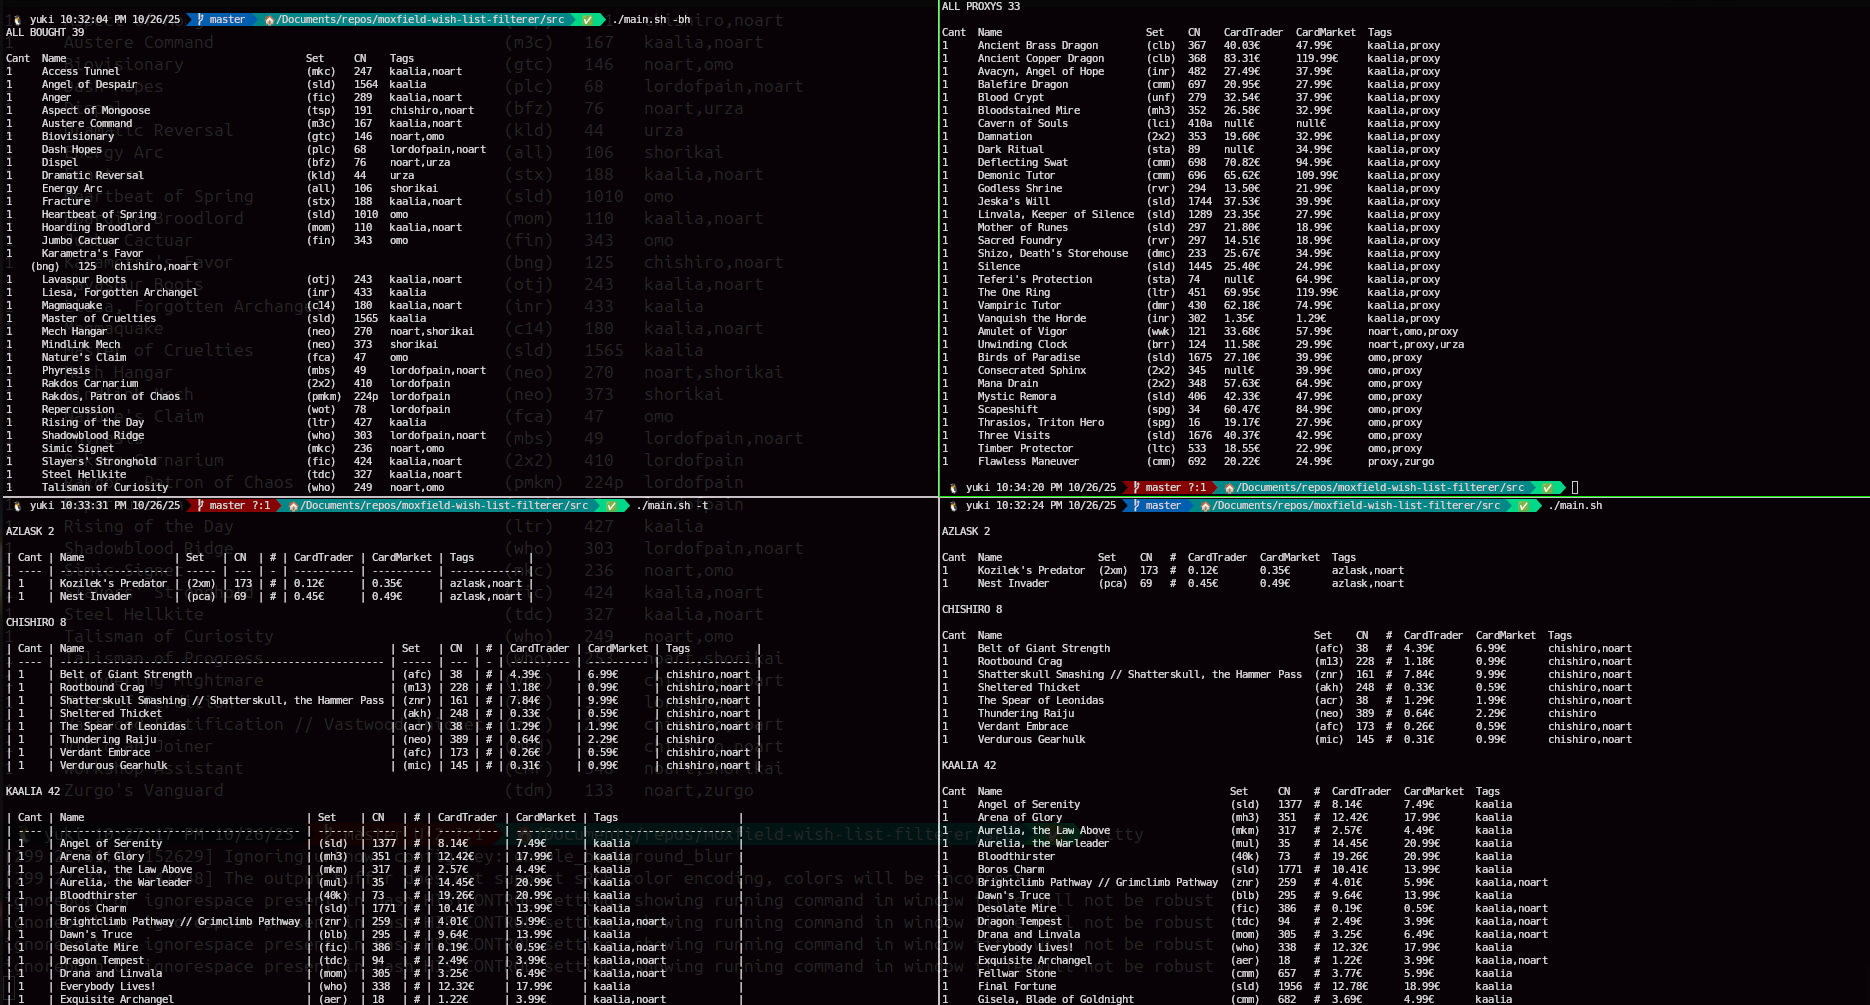 yuki 10:32:04 PM 10/26/25 master /Documents/repos/moxfield-wish-list-filterer/src ./main.sh -bh
ALL BOUGHT 39
Cant Name Set CN Tags
1 Access Tunnel (mkc) 247 kaalia,noart
1 Angel of Despair (sld) 1564 kaalia
1 Anger (fic) 289 kaalia,noart
1 Aspect of Mongoose (tsp) 191 chishiro,noart
1 Austere Command (m3c) 167 kaalia,noart
1 Biovisionary (gtc) 146 noart,omo
1 Dash Hopes (plc) 68 lordofpain,noart
1 Dispel (bfz) 76 noart,urza
1 Dramatic Reversal (kld) 44 urza
1 Energy Arc (all) 106 shorikai
1 Fracture (stx) 188 kaalia,noart
1 Heartbeat of Spring (sld) 1010 omo
1 Hoarding Broodlord (mom) 110 kaalia,noart
1 Jumbo Cactuar (fin) 343 omo
1 Karametra's Favor
(bng) 125 chishiro,noart
1 Lavaspur Boots (otj) 243 kaalia,noart
1 Liesa, Forgotten Archangel (inr) 433 kaalia
1 Magmaquake (c14) 180 kaalia,noart
1 Master of Cruelties (sld) 1565 kaalia
1 Mech Hangar (neo) 270 noart,shorikai
1 Mindlink Mech (neo) 373 shorikai
1 Nature's Claim (fca) 47 omo
1 Phyresis (mbs) 49 lordofpain,noart
1 Rakdos Carnarium (2x2) 410 lordofpain
1 Rakdos, Patron of Chaos (pmkm) 224p lordofpain
1 Repercussion (wot) 78 lordofpain
1 Rising of the Day (ltr) 427 kaalia
1 Shadowblood Ridge (who) 303 lordofpain,noart
1 Simic Signet (mkc) 236 noart,omo
1 Slayers' Stronghold (fic) 424 kaalia,noart
1 Steel Hellkite (tdc) 327 kaalia,noart
1 Talisman of Curiosity (who) 249 noart,omo
ALL PROXYS 33
Cant Name Set CN CardTrader CardMarket Tags
1 Ancient Brass Dragon (clb) 367 40.03€ 47.99€ kaalia,proxy
1 Ancient Copper Dragon (clb) 368 83.31€ 119.99€ kaalia,proxy
1 Avacyn, Angel of Hope (inr) 482 27.49€ 37.99€ kaalia,proxy
1 Balefire Dragon (cmm) 697 20.95€ 27.99€ kaalia,proxy
1 Blood Crypt (unf) 279 32.54€ 37.99€ kaalia,proxy
1 Bloodstained Mire (mh3) 352 26.58€ 32.99€ kaalia,proxy
1 Cavern of Souls (lci) 410a null€ null€ kaalia,proxy
1 Damnation (2x2) 353 19.60€ 32.99€ kaalia,proxy
1 Dark Ritual (sta) 89 null€ 34.99€ kaalia,proxy
1 Deflecting Swat (cmm) 698 70.82€ 94.99€ kaalia,proxy
1 Demonic Tutor (cmm) 696 65.62€ 109.99€ kaalia,proxy
1 Godless Shrine (rvr) 294 13.50€ 21.99€ kaalia,proxy
1 Jeska's Will (sld) 1744 37.53€ 39.99€ kaalia,proxy
1 Linvala, Keeper of Silence (sld) 1289 23.35€ 27.99€ kaalia,proxy
1 Mother of Runes (sld) 297 21.80€ 18.99€ kaalia,proxy
1 Sacred Foundry (rvr) 297 14.51€ 18.99€ kaalia,proxy
1 Shizo, Death's Storehouse (dmc) 233 25.67€ 34.99€ kaalia,proxy
1 Silence (sld) 1445 25.40€ 24.99€ kaalia,proxy
1 Teferi's Protection (sta) 74 null€ 64.99€ kaalia,proxy
1 The One Ring (ltr) 451 69.95€ 119.99€ kaalia,proxy
1 Vampiric Tutor (dmr) 430 62.18€ 74.99€ kaalia,proxy
1 Vanquish the Horde (inr) 302 1.35€ 1.29€ kaalia,proxy
1 Amulet of Vigor (wwk) 121 33.68€ 57.99€ noart,omo,proxy
1 Unwinding Clock (brr) 124 11.58€ 29.99€ noart,proxy,urza
1 Birds of Paradise (sld) 1675 27.10€ 39.99€ omo,proxy
1 Consecrated Sphinx (2x2) 345 null€ 39.99€ omo,proxy
1 Mana Drain (2x2) 348 57.63€ 64.99€ omo,proxy
1 Mystic Remora (sld) 406 42.33€ 47.99€ omo,proxy
1 Scapeshift (spg) 34 60.47€ 84.99€ omo,proxy
1 Thrasios, Triton Hero (spg) 16 19.17€ 27.99€ omo,proxy
1 Three Visits (sld) 1676 40.37€ 42.99€ omo,proxy
1 Timber Protector (ltc) 533 18.55€ 22.99€ omo,proxy
1 Flawless Maneuver (cmm) 692 20.22€ 24.99€ proxy,zurgo
yuki 10:34:20 PM 10/26/25 master ?:1 /Documents/repos/moxfield-wish-list-filterer/src
yuki 10:33:31 PM 10/26/25 master ?:1 /Documents/repos/moxfield-wish-list-filterer/src ./main.sh -t
AZLASK 2
| Cant | Name | Set | CN | # | CardTrader | CardMarket | Tags |
| 1 | Kozilek's Predator | (2xm) | 173 | # | 0.12€ | 0.35€ | azlask,noart |
| 1 | Nest Invader | (pca) | 69 | # | 0.45€ | 0.49€ | azlask,noart |
CHISHIRO 8
| Cant | Name | Set | CN | # | CardTrader | CardMarket | Tags |
| 1 | Belt of Giant Strength | (afc) | 38 | # | 4.39€ | 6.99€ | chishiro,noart |
| 1 | Rootbound Crag | (m13) | 228 | # | 1.18€ | 0.99€ | chishiro,noart |
| 1 | Shatterskull Smashing // Shatterskull, the Hammer Pass | (znr) | 161 | # | 7.84€ | 9.99€ | chishiro,noart |
| 1 | Sheltered Thicket | (akh) | 248 | # | 0.33€ | 0.59€ | chishiro,noart |
| 1 | The Spear of Leonidas | (acr) | 38 | # | 1.29€ | 1.99€ | chishiro,noart |
| 1 | Thundering Raiju | (neo) | 389 | # | 0.64€ | 2.29€ | chishiro |
| 1 | Verdant Embrace | (afc) | 173 | # | 0.26€ | 0.59€ | chishiro,noart |
| 1 | Verdurous Gearhulk | (mic) | 145 | # | 0.31€ | 0.99€ | chishiro,noart |
KAALIA 42
| Cant | Name | Set | CN | # | CardTrader | CardMarket | Tags |
| 1 | Angel of Serenity | (sld) | 1377 | # | 8.14€ | 7.49€ | kaalia |
| 1 | Arena of Glory | (mh3) | 351 | # | 12.42€ | 17.99€ | kaalia |
| 1 | Aurelia, the Law Above | (mkm) | 317 | # | 2.57€ | 4.49€ | kaalia |
| 1 | Aurelia, the Warleader | (mul) | 35 | # | 14.45€ | 20.99€ | kaalia |
| 1 | Bloodthirster | (40k) | 73 | # | 19.26€ | 20.99€ | kaalia |
| 1 | Boros Charm | (sld) | 1771 | # | 10.41€ | 13.99€ | kaalia |
| 1 | Brightclimb Pathway // Grimclimb Pathway | (znr) | 259 | # | 4.01€ | 5.99€ | kaalia,noart |
| 1 | Dawn's Truce | (blb) | 295 | # | 9.64€ | 13.99€ | kaalia |
| 1 | Desolate Mire | (fic) | 386 | # | 0.19€ | 0.59€ | kaalia,noart |
| 1 | Dragon Tempest | (tdc) | 94 | # | 2.49€ | 3.99€ | kaalia,noart |
| 1 | Drana and Linvala | (mom) | 305 | # | 3.25€ | 6.49€ | kaalia,noart |
| 1 | Everybody Lives! | (who) | 338 | # | 12.32€ | 17.99€ | kaalia |
| 1 | Exquisite Archangel | (aer) | 18 | # | 1.22€ | 3.99€ | kaalia,noart |
yuki 10:32:24 PM 10/26/25 master /Documents/repos/moxfield-wish-list-filterer/src ./main.sh
AZLASK 2
Cant Name Set CN # CardTrader CardMarket Tags
1 Kozilek's Predator (2xm) 173 # 0.12€ 0.35€ azlask,noart
1 Nest Invader (pca) 69 # 0.45€ 0.49€ azlask,noart
CHISHIRO 8
Cant Name Set CN # CardTrader CardMarket Tags
1 Belt of Giant Strength (afc) 38 # 4.39€ 6.99€ chishiro,noart
1 Rootbound Crag (m13) 228 # 1.18€ 0.99€ chishiro,noart
1 Shatterskull Smashing // Shatterskull, the Hammer Pass (znr) 161 # 7.84€ 9.99€ chishiro,noart
1 Sheltered Thicket (akh) 248 # 0.33€ 0.59€ chishiro,noart
1 The Spear of Leonidas (acr) 38 # 1.29€ 1.99€ chishiro,noart
1 Thundering Raiju (neo) 389 # 0.64€ 2.29€ chishiro
1 Verdant Embrace (afc) 173 # 0.26€ 0.59€ chishiro,noart
1 Verdurous Gearhulk (mic) 145 # 0.31€ 0.99€ chishiro,noart
KAALIA 42
Cant Name Set CN # CardTrader CardMarket Tags
1 Angel of Serenity (sld) 1377 # 8.14€ 7.49€ kaalia
1 Arena of Glory (mh3) 351 # 12.42€ 17.99€ kaalia
1 Aurelia, the Law Above (mkm) 317 # 2.57€ 4.49€ kaalia
1 Aurelia, the Warleader (mul) 35 # 14.45€ 20.99€ kaalia
1 Bloodthirster (40k) 73 # 19.26€ 20.99€ kaalia
1 Boros Charm (sld) 1771 # 10.41€ 13.99€ kaalia
1 Brightclimb Pathway // Grimclimb Pathway (znr) 259 # 4.01€ 5.99€ kaalia,noart
1 Dawn's Truce (blb) 295 # 9.64€ 13.99€ kaalia
1 Desolate Mire (fic) 386 # 0.19€ 0.59€ kaalia,noart
1 Dragon Tempest (tdc) 94 # 2.49€ 3.99€ kaalia,noart
1 Drana and Linvala (mom) 305 # 3.25€ 6.49€ kaalia,noart
1 Everybody Lives! (who) 338 # 12.32€ 17.99€ kaalia
1 Exquisite Archangel (aer) 18 # 1.22€ 3.99€ kaalia,noart
1 Fellwar Stone (cmm) 657 # 3.77€ 5.99€ kaalia
1 Final Fortune (sld) 1956 # 12.78€ 18.99€ kaalia
1 Gisela, Blade of Goldnight (cmm) 682 # 3.69€ 4.99€ kaalia